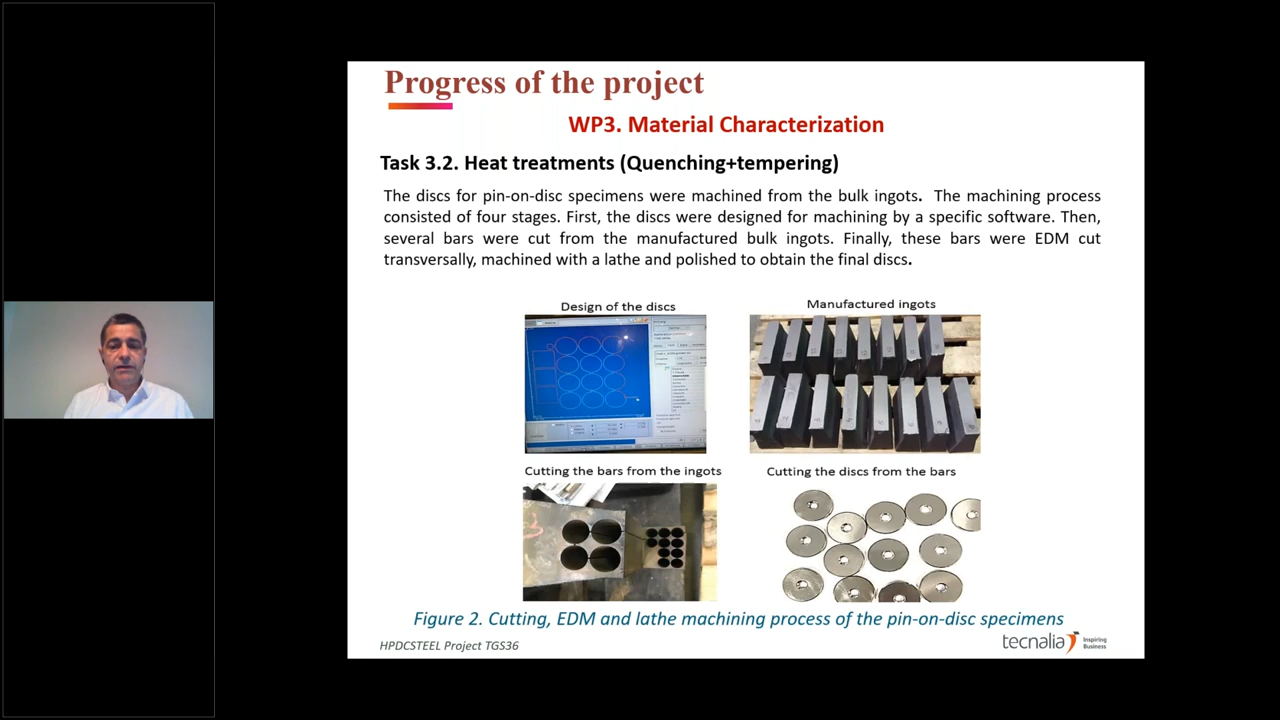 Progress of the project
WP3. Material Characterization
Task 3.2. Heat treatments (Quenching+tempering)
The discs for pin-on-disc specimens were machined from the bulk ingots. The machining process
consisted of four stages. First, the discs were designed for machining by a specific software. Then,
several bars were cut from the manufactured bulk ingots. Finally, these bars were EDM cut
transversally, machined with a lathe and polished to obtain the final discs.
Design of the discs
Manufactured ingots
Cutting the bars from the ingots
Cutting the discs from the bars
Figure 2. Cutting, EDM and lathe machining process of the pin-on-disc specimens
HPDCSTEEL Project TGS36
tecnalia
Inspiring
Business